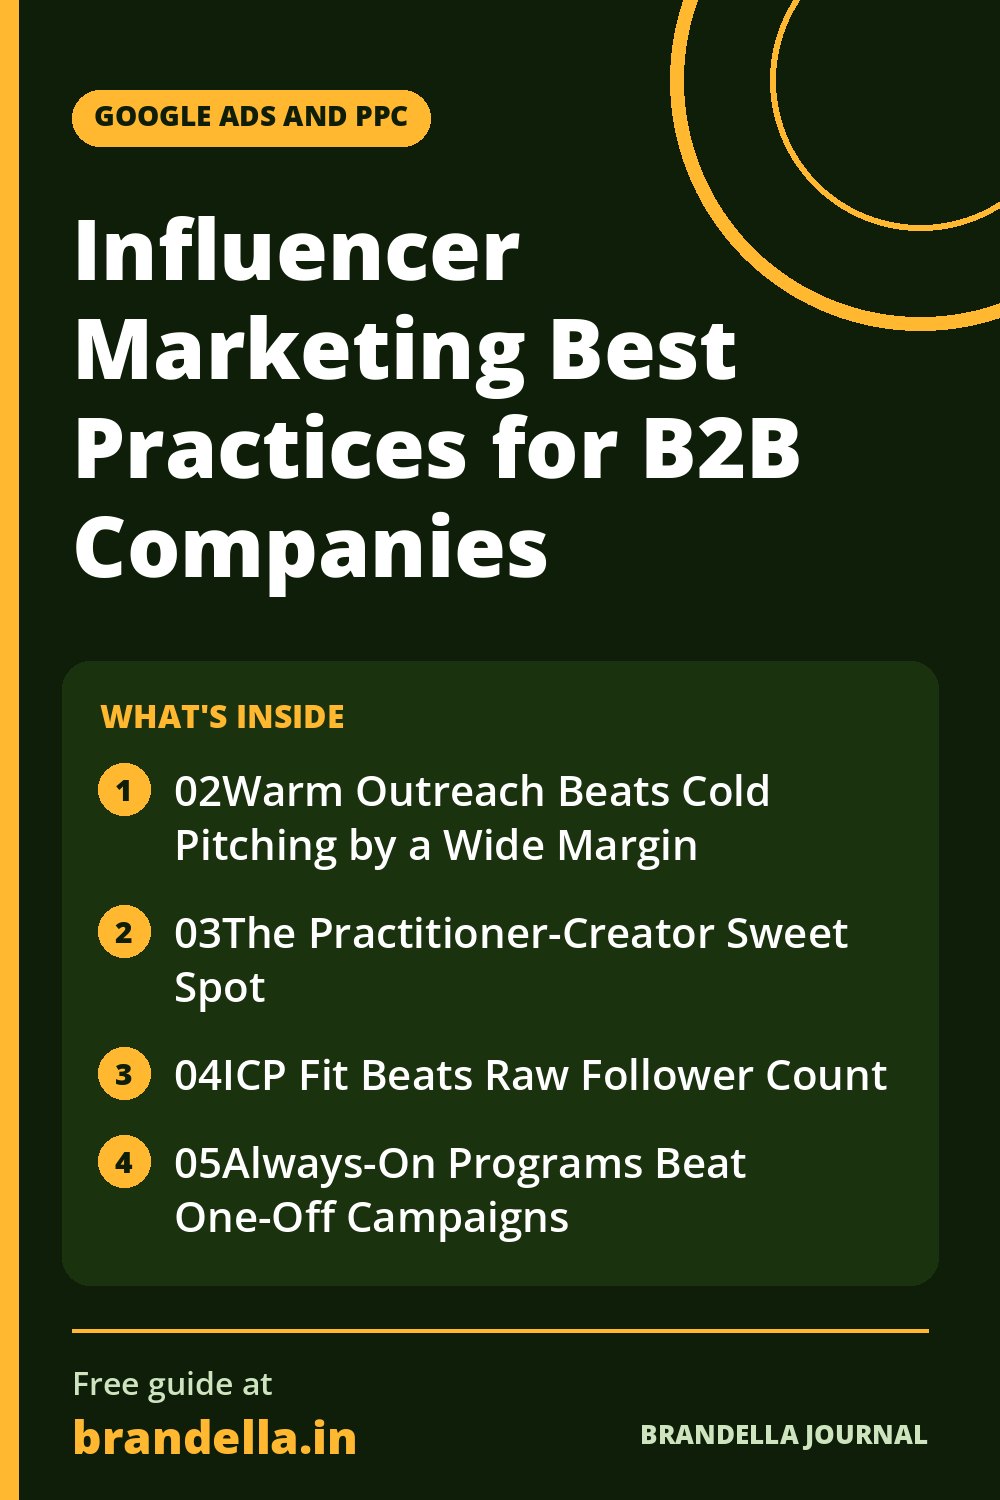 GOOGLE ADS AND PPC
Influencer
Marketing Best
Practices for B2B
Companies
WHAT'S INSIDE
1 02Warm Outreach Beats Cold
Pitching by a Wide Margin
2 03The Practitioner-Creator Sweet
Spot
3 04ICP Fit Beats Raw Follower Count
4 05Always-On Programs Beat
One-Off Campaigns
Free guide at
brandella.in
BRANDELLA JOURNAL